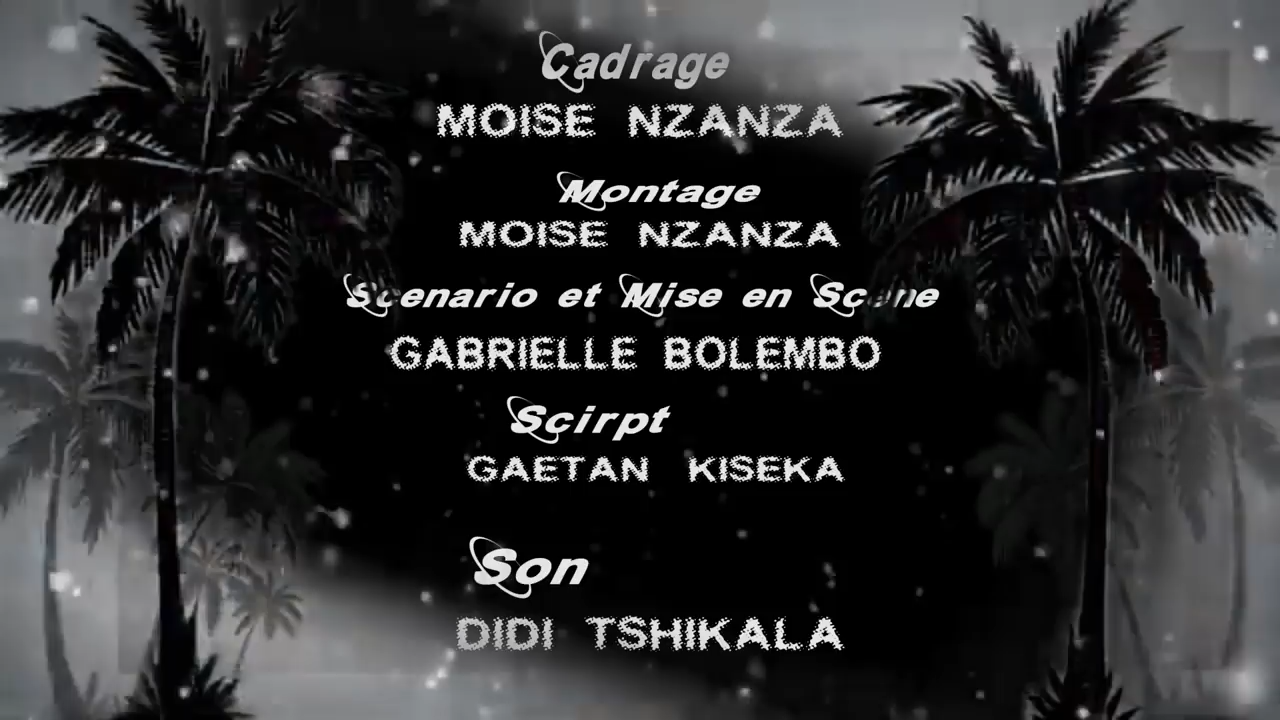 Cadrage
MOISE NZANZA
Montage
MOISE NZANZA
Scenario et Mise en Scene
GABRIELLE BOLEMBO
Scirpt
GAETAN KISEKA
Son
DIDI TSHIKALA